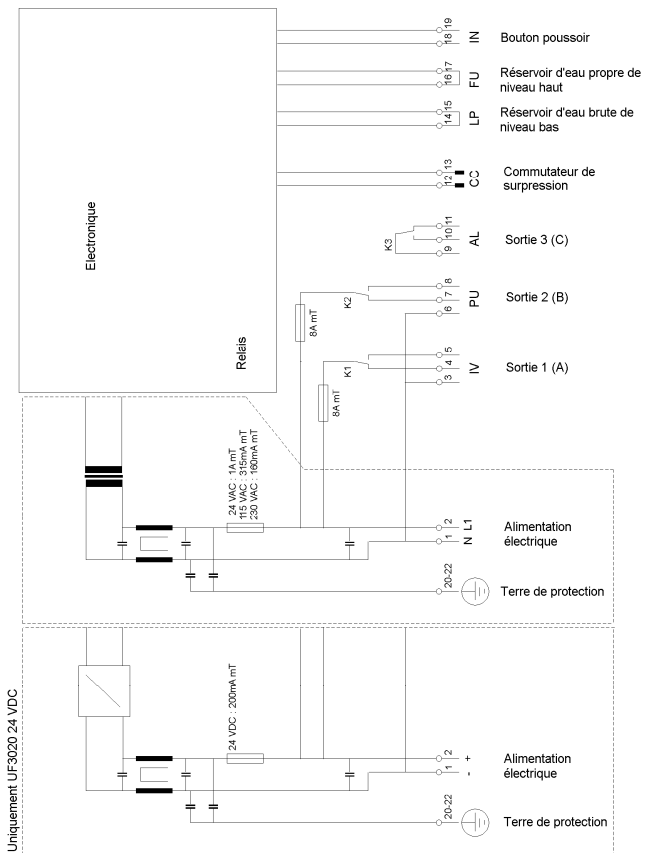 19
18
IN
Bouton poussoir
17
16
FU
Réservoir d'eau propre de
niveau haut
15
14
LP
Réservoir d'eau brute de
niveau bas
13
12
CC
Commutateur de
surpression
Electronique
K3
11
10
9
AL
Sortie 3 (C)
8A mT
K2
8
7
6
PU
Sortie 2 (B)
Relais
8A mT
K1
5
4
3
IV
Sortie 1 (A)
24 VAC : 1A mT
115 VAC : 315mA mT
230 VAC : 160mA mT
2 L1
1 N
Alimentation
électrique
20-22
Terre de protection
Uniquement UF3020 24 VDC
24 VDC : 200mA mT
2 +
1 -
Alimentation
électrique
20-22
Terre de protection